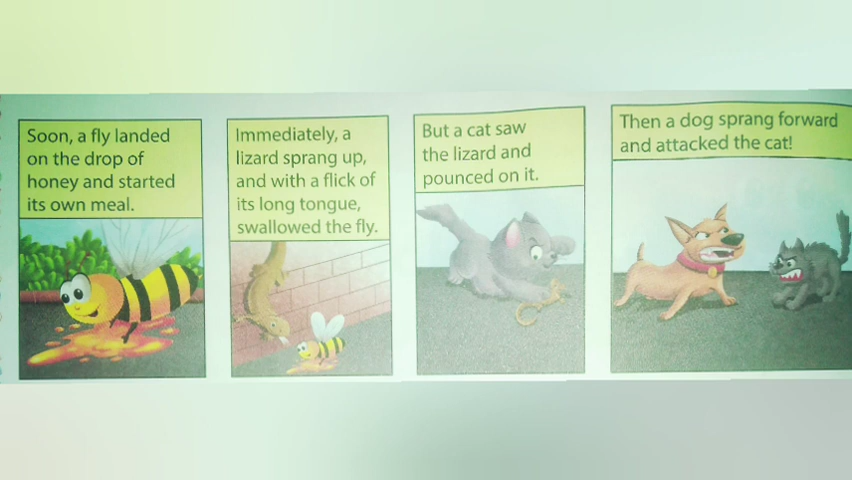 Soon, a fly landed
on the drop of
honey and started
its own meal.
Immediately, a
lizard sprang up,
and with a flick of
its long tongue,
swallowed the fly.
But a cat saw
the lizard and
pounced on it.
Then a dog sprang forward
and attacked the cat!